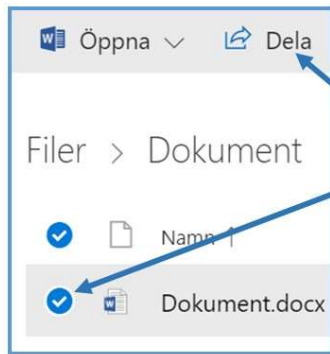 Öppna Dela
Filer > Dokument
Namn ↑
Dokument.docx